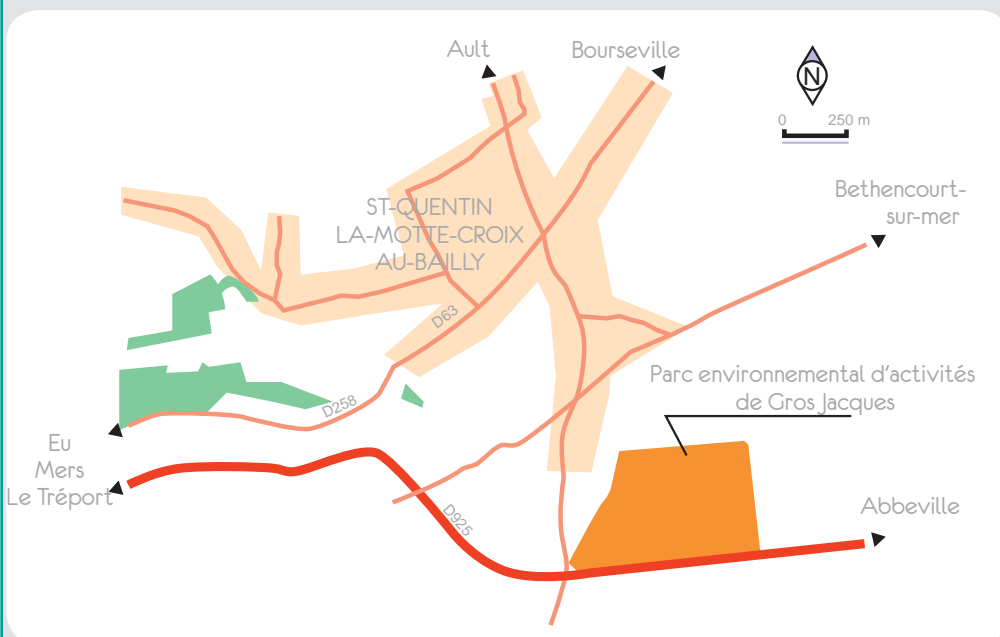 Ault
Bourseville
N
0 250 m
Bethencourt-
sur-mer
ST-QUENTIN
LA-MOTTE-CROIX
AU-BAILLY
D63
Parc environnemental d'activités
de Gros Jacques
D258
Eu
Mers
Le Tréport
D925
Abbeville